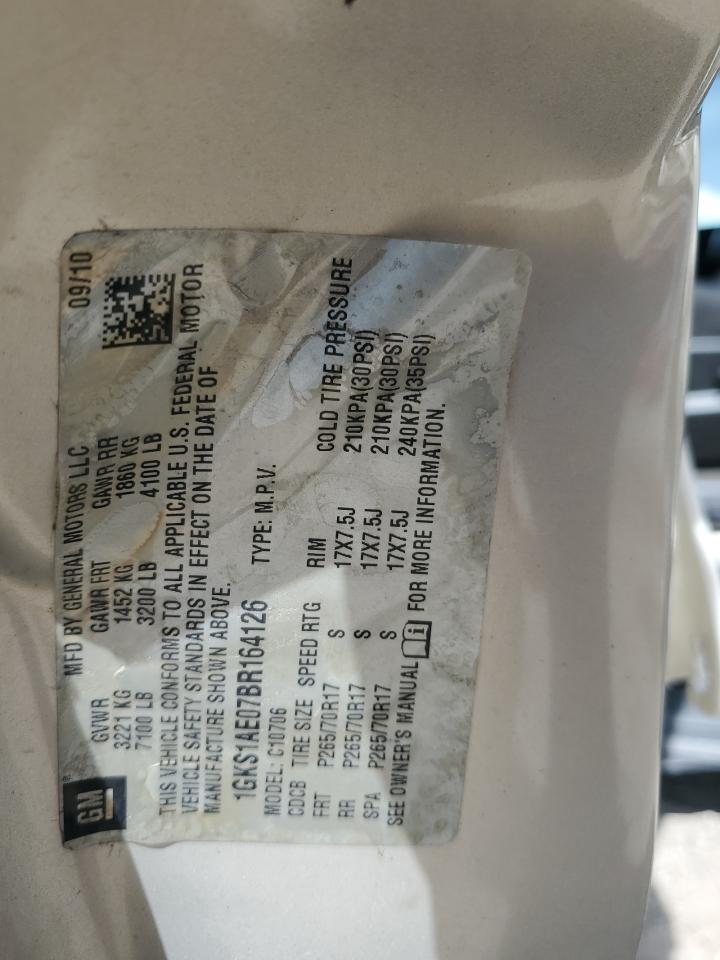 GM
MFD BY GENERAL MOTORS LLC 09/10
GVWR GAWR FRT GAWR RR
3221 KG 1452 KG 1860 KG
7100 LB 3200 LB 4100 LB
THIS VEHICLE CONFORMS TO ALL APPLICABLE U.S. FEDERAL MOTOR
VEHICLE SAFETY STANDARDS IN EFFECT ON THE DATE OF
MANUFACTURE SHOWN ABOVE.
1GKS1AE07BR164126 TYPE: M.P.V.
MODEL: C10706
CDCB TIRE SIZE SPEED RTG RIM COLD TIRE PRESSURE
FRT P265/70R17 S 17X7.5J 210KPA(30PSI)
RR P265/70R17 S 17X7.5J 210KPA(30PSI)
SPA P265/70R17 S 17X7.5J 240KPA(35PSI)
SEE OWNER'S MANUAL i FOR MORE INFORMATION.